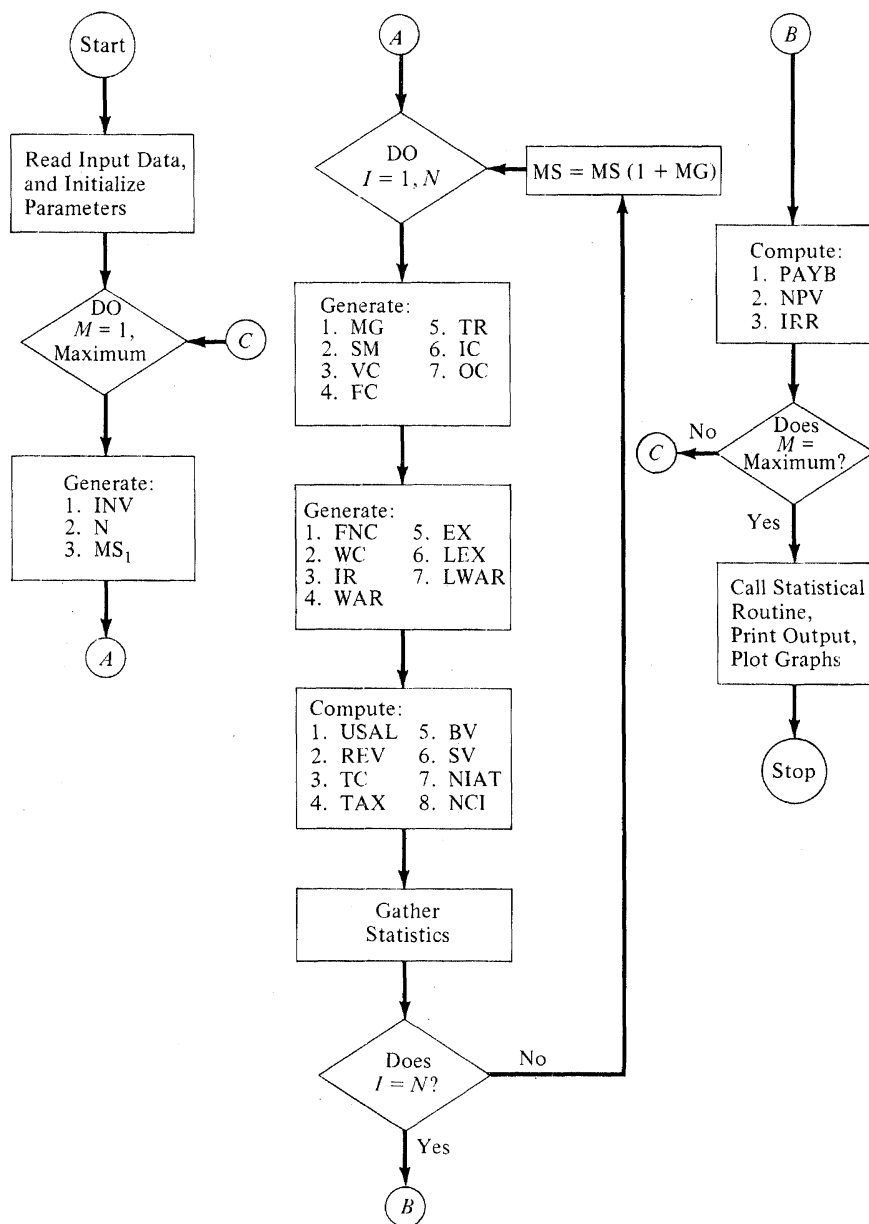 Start
Read Input Data,
and Initialize
Parameters
DO
M = 1,
Maximum
C
Generate:
1. INV
2. N
3. MS₁
A
A
DO
I = 1, N
MS = MS (1 + MG)
Generate:
1. MG 5. TR
2. SM 6. IC
3. VC 7. OC
4. FC
Generate:
1. FNC 5. EX
2. WC 6. LEX
3. IR 7. LWAR
4. WAR
Compute:
1. USAL 5. BV
2. REV 6. SV
3. TC 7. NIAT
4. TAX 8. NCI
Gather
Statistics
Does
I = N?
No
Yes
B
B
Compute:
1. PAYB
2. NPV
3. IRR
Does
M =
Maximum?
No
C
Yes
Call Statistical
Routine,
Print Output,
Plot Graphs
Stop